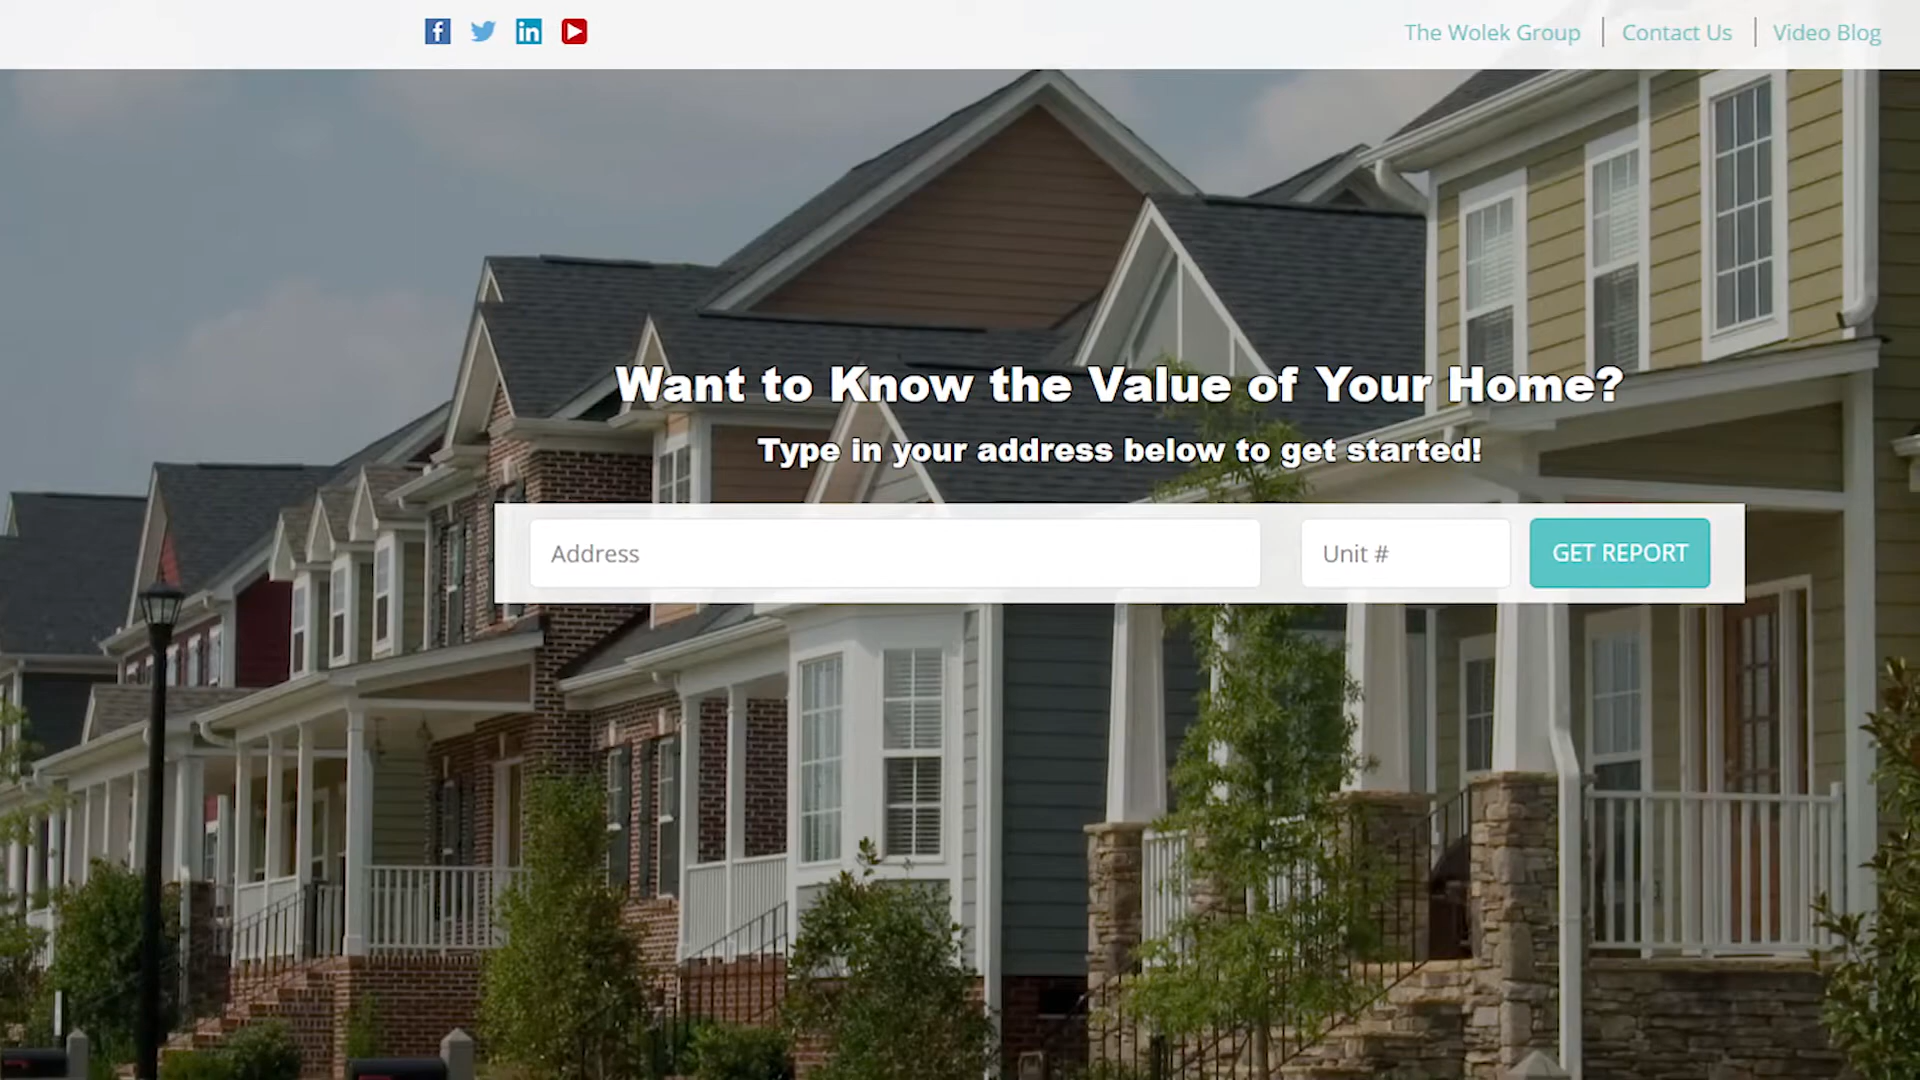 The Wolek Group
Contact Us
Video Blog
Want to Know the Value of Your Home?
Type in your address below to get started!
Address
Unit #
GET REPORT